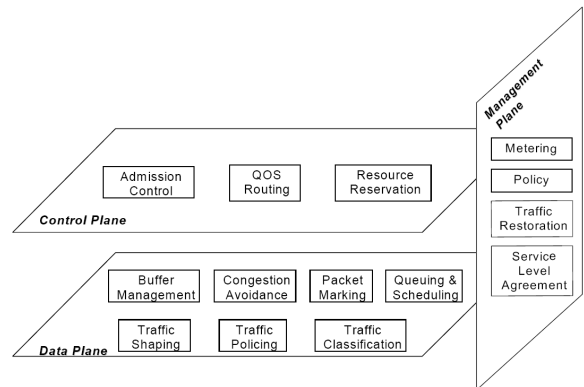 Management
Plane
Metering
Policy
Traffic
Restoration
Service
Level
Agreement
Admission
Control
QOS
Routing
Resource
Reservation
Control Plane
Buffer
Management
Congestion
Avoidance
Packet
Marking
Queuing &
Scheduling
Traffic
Shaping
Traffic
Policing
Traffic
Classification
Data Plane